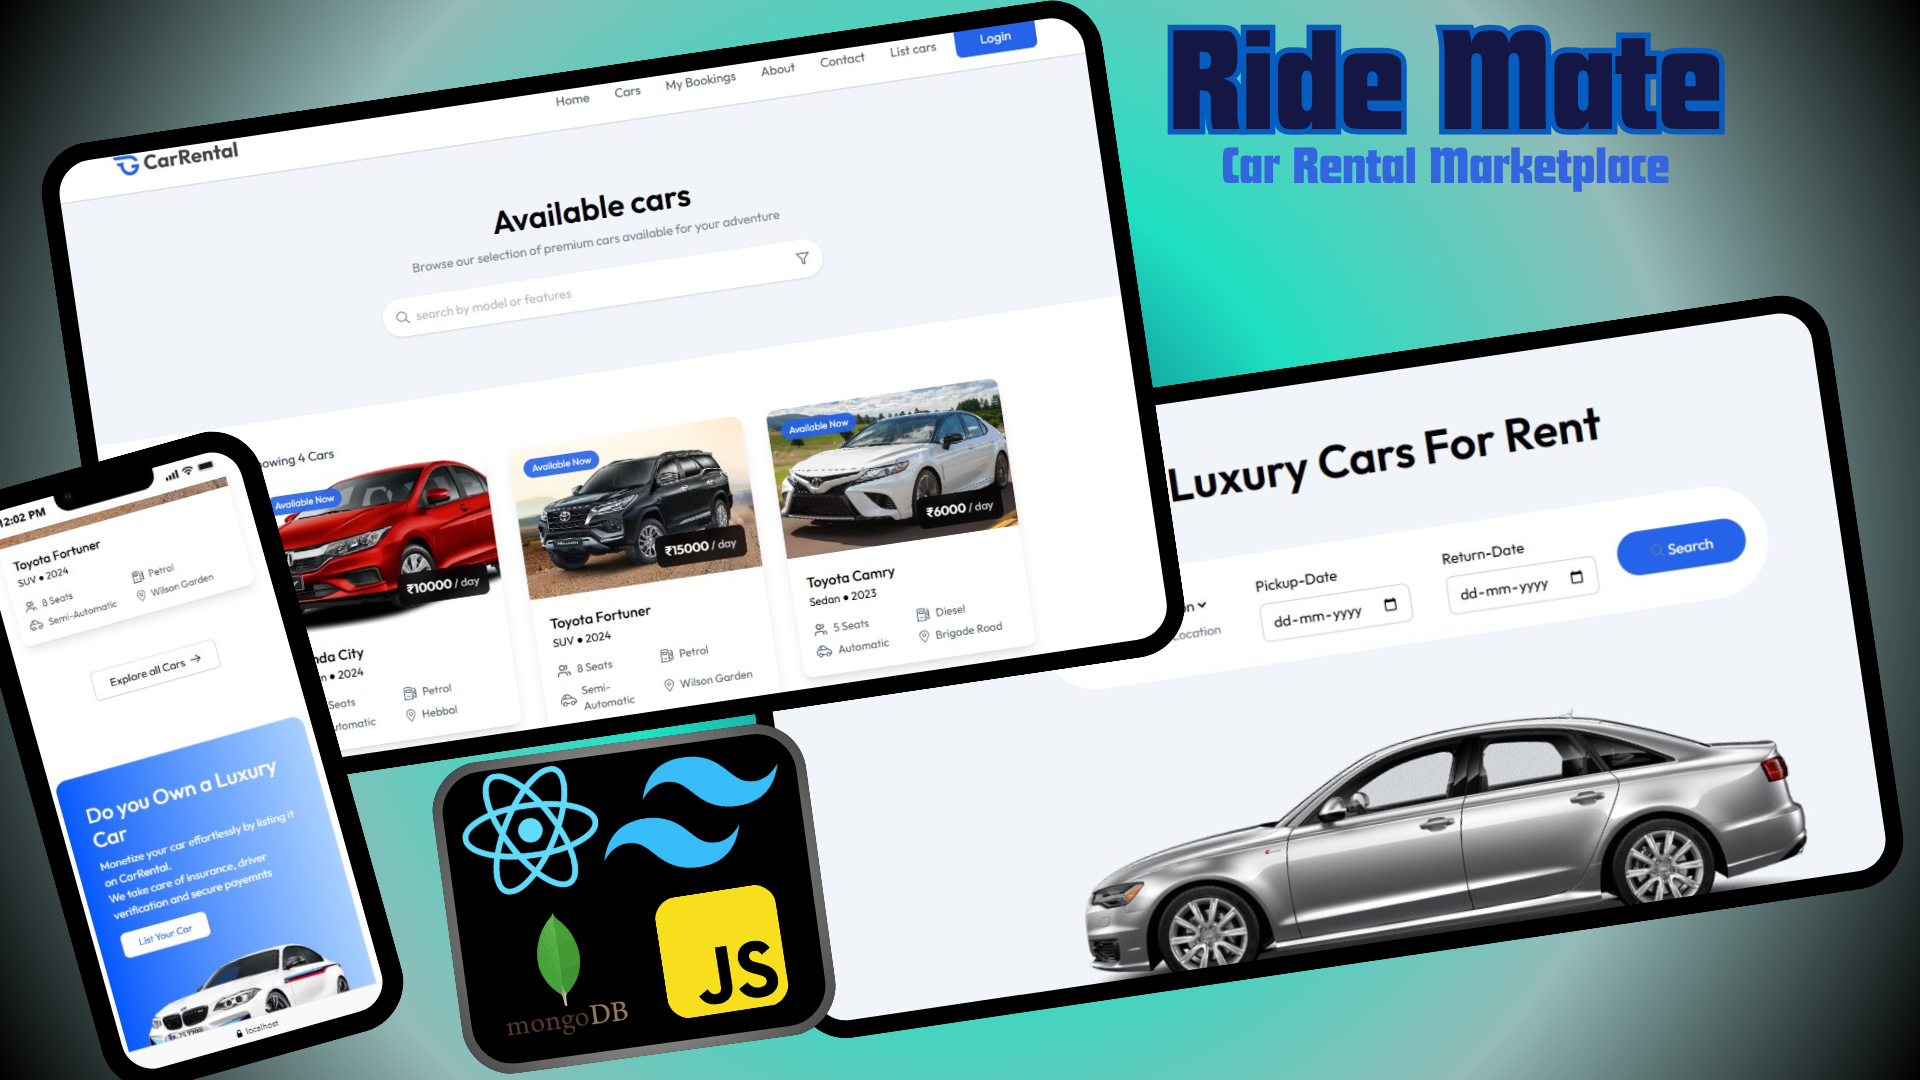 Ride Mate
Car Rental Marketplace
CarRental
Home
Cars
My Bookings
About
Contact
List cars
Login
Available cars
Browse our selection of premium cars available for your adventure
search by model or features
Showing 4 Cars
Available Now
₹10000 / day
nda City
n • 2024
Seats
Petrol
utomatic
Hebbal
Available Now
₹15000 / day
Toyota Fortuner
SUV • 2024
8 Seats
Petrol
Semi-
Automatic
Wilson Garden
Available Now
₹6000 / day
Toyota Camry
Sedan • 2023
5 Seats
Diesel
Automatic
Brigade Road
Luxury Cars For Rent
on
Location
Pickup-Date
dd-mm-yyyy
Return-Date
dd-mm-yyyy
Search
12:02 PM
Toyota Fortuner
SUV • 2024
8 Seats
Petrol
Semi-Automatic
Wilson Garden
Explore all Cars →
Do you Own a Luxury
Car
Monetize your car effortlessly by listing it
on CarRental.
We take care of insurance, driver
verification and secure payemnts
List Your Car
localhost
mongoDB
JS